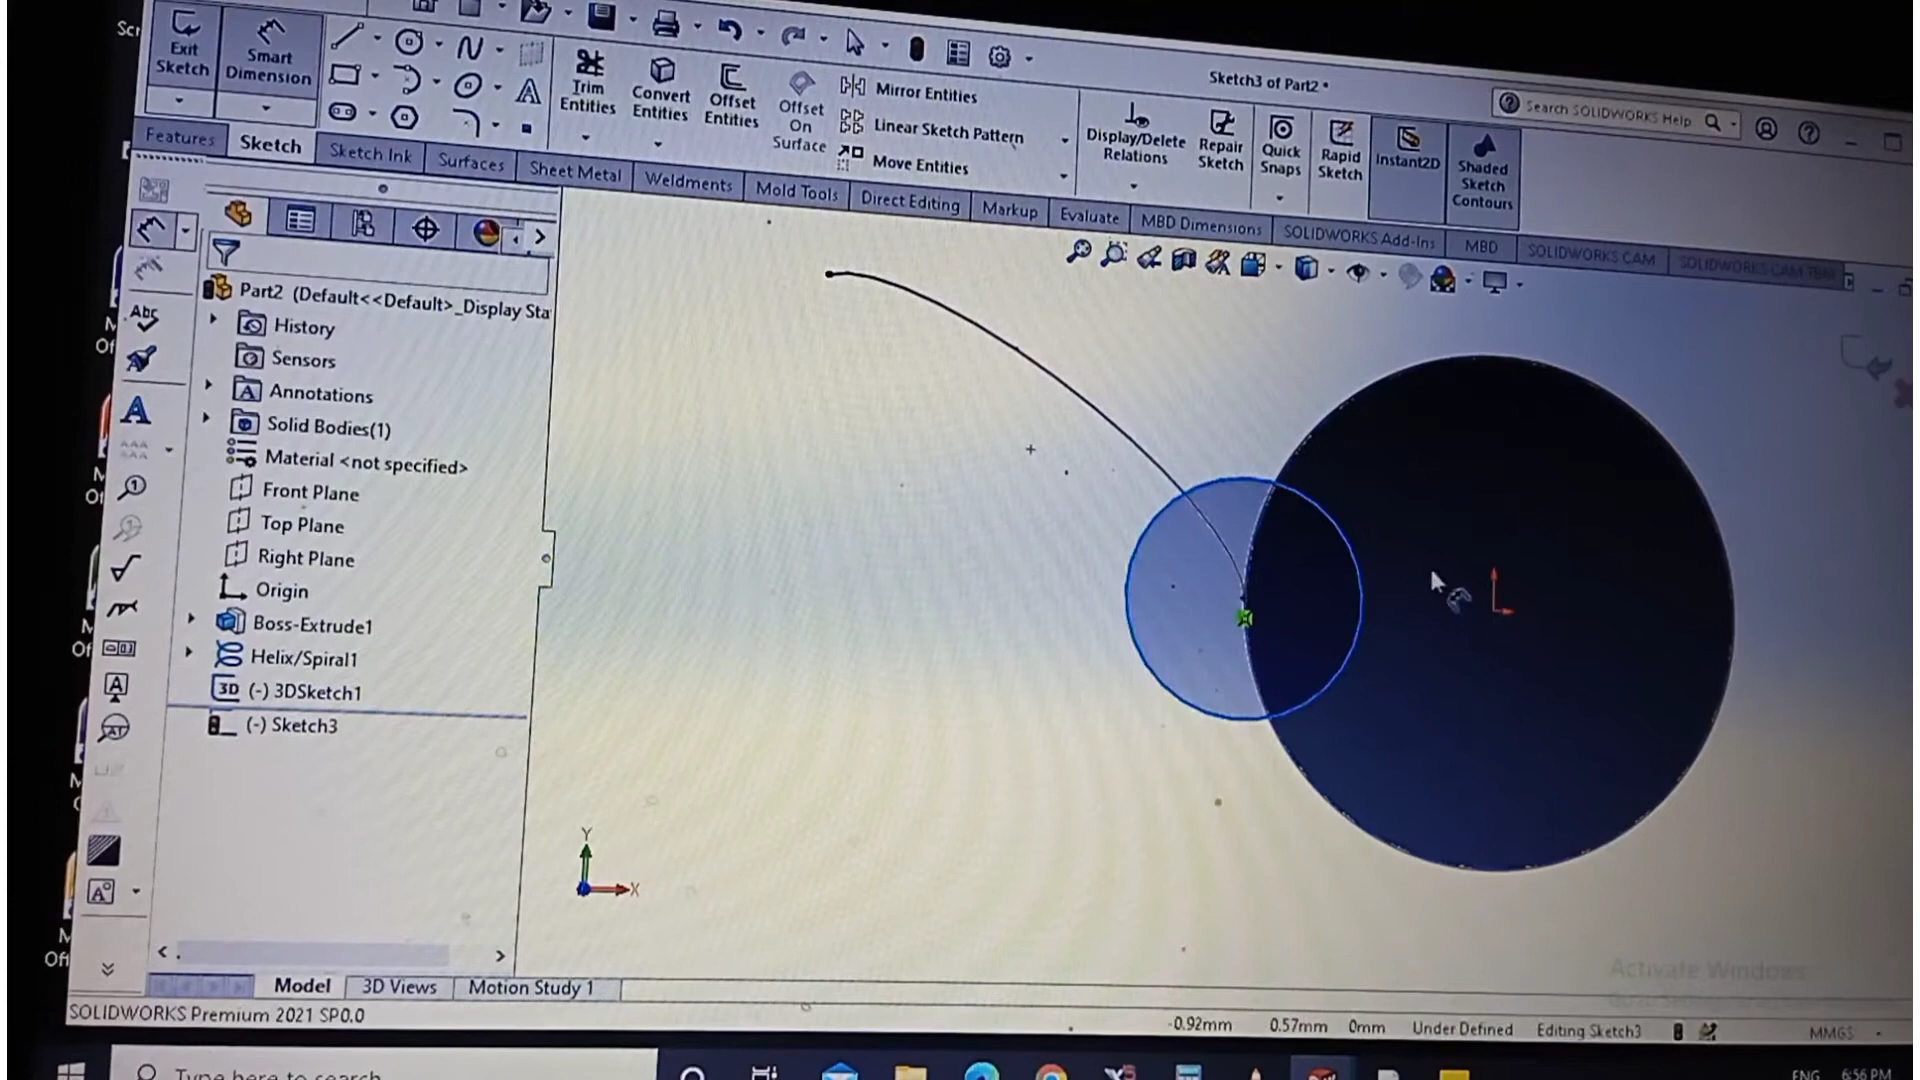 Scr
Exit
Sketch
Smart
Dimension
Trim
Entities
Convert
Entities
Offset
Entities
Offset
On
Surface
Mirror Entities
Linear Sketch Pattern
Move Entities
Display/Delete
Relations
Repair
Sketch
Quick
Snaps
Rapid
Sketch
Instant2D
Shaded
Sketch
Contours
Sketch3 of Part2 *
Search SOLIDWORKS Help
Features
Sketch
Sketch Ink
Surfaces
Sheet Metal
Weldments
Mold Tools
Direct Editing
Markup
Evaluate
MBD Dimensions
SOLIDWORKS Add-Ins
MBD
SOLIDWORKS CAM
SOLIDWORKS CAM TBM
Part2 (Default<<Default>_Display Sta
History
Sensors
Annotations
Solid Bodies(1)
Material <not specified>
Front Plane
Top Plane
Right Plane
Origin
Boss-Extrude1
Helix/Spiral1
3D (-) 3DSketch1
(-) Sketch3
Y
X
Model
3D Views
Motion Study 1
Activate Windows
SOLIDWORKS Premium 2021 SP0.0
-0.92mm
0.57mm
0mm
Under Defined
Editing Sketch3
MMGS
Type here to search
ENG
6:56 PM